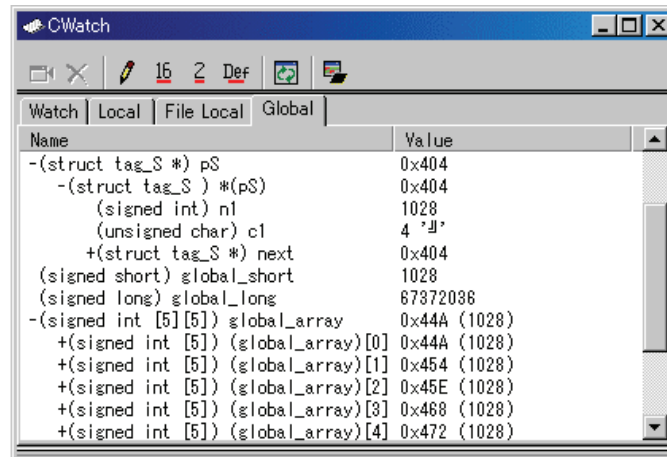 CWatch
16 2 Def
Watch Local File Local Global
Name Value
-(struct tag_S *) pS 0x404
-(struct tag_S ) *(pS) 0x404
(signed int) n1 1028
(unsigned char) c1 4 '┘'
+(struct tag_S *) next 0x404
(signed short) global_short 1028
(signed long) global_long 67372036
-(signed int [5][5]) global_array 0x44A (1028)
+(signed int [5]) (global_array)[0] 0x44A (1028)
+(signed int [5]) (global_array)[1] 0x454 (1028)
+(signed int [5]) (global_array)[2] 0x45E (1028)
+(signed int [5]) (global_array)[3] 0x468 (1028)
+(signed int [5]) (global_array)[4] 0x472 (1028)